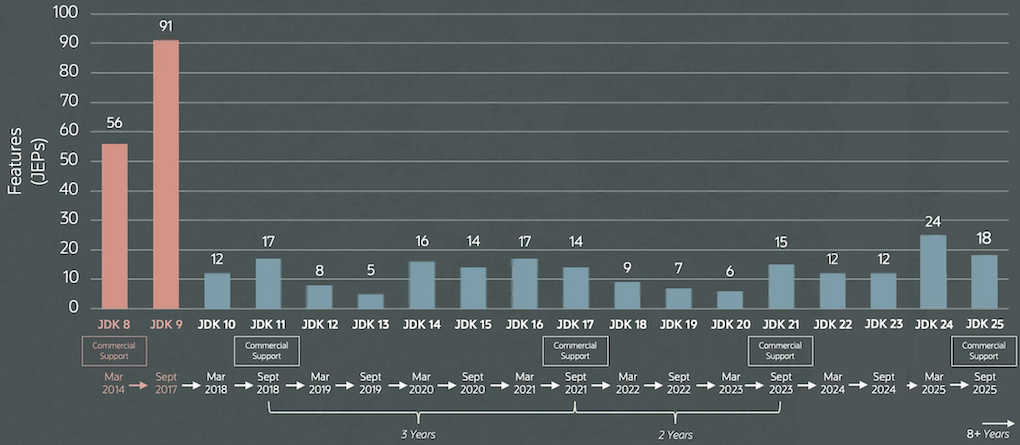 100
90
80
70
60
50
40
30
20
10
0
Features
(JEPs)
56
91
12
17
8
5
16
14
17
14
9
7
6
15
12
12
24
18
JDK 8
JDK 9
JDK 10
JDK 11
JDK 12
JDK 13
JDK 14
JDK 15
JDK 16
JDK 17
JDK 18
JDK 19
JDK 20
JDK 21
JDK 22
JDK 23
JDK 24
JDK 25
Commercial
Support
Commercial
Support
Commercial
Support
Commercial
Support
Commercial
Support
Mar
2014
Sept
2017
Mar
2018
Sept
2018
Mar
2019
Sept
2019
Mar
2020
Sept
2020
Mar
2021
Sept
2021
Mar
2022
Sept
2022
Mar
2023
Sept
2023
Mar
2024
Sept
2024
Mar
2025
Sept
2025
3 Years
2 Years
8+ Years